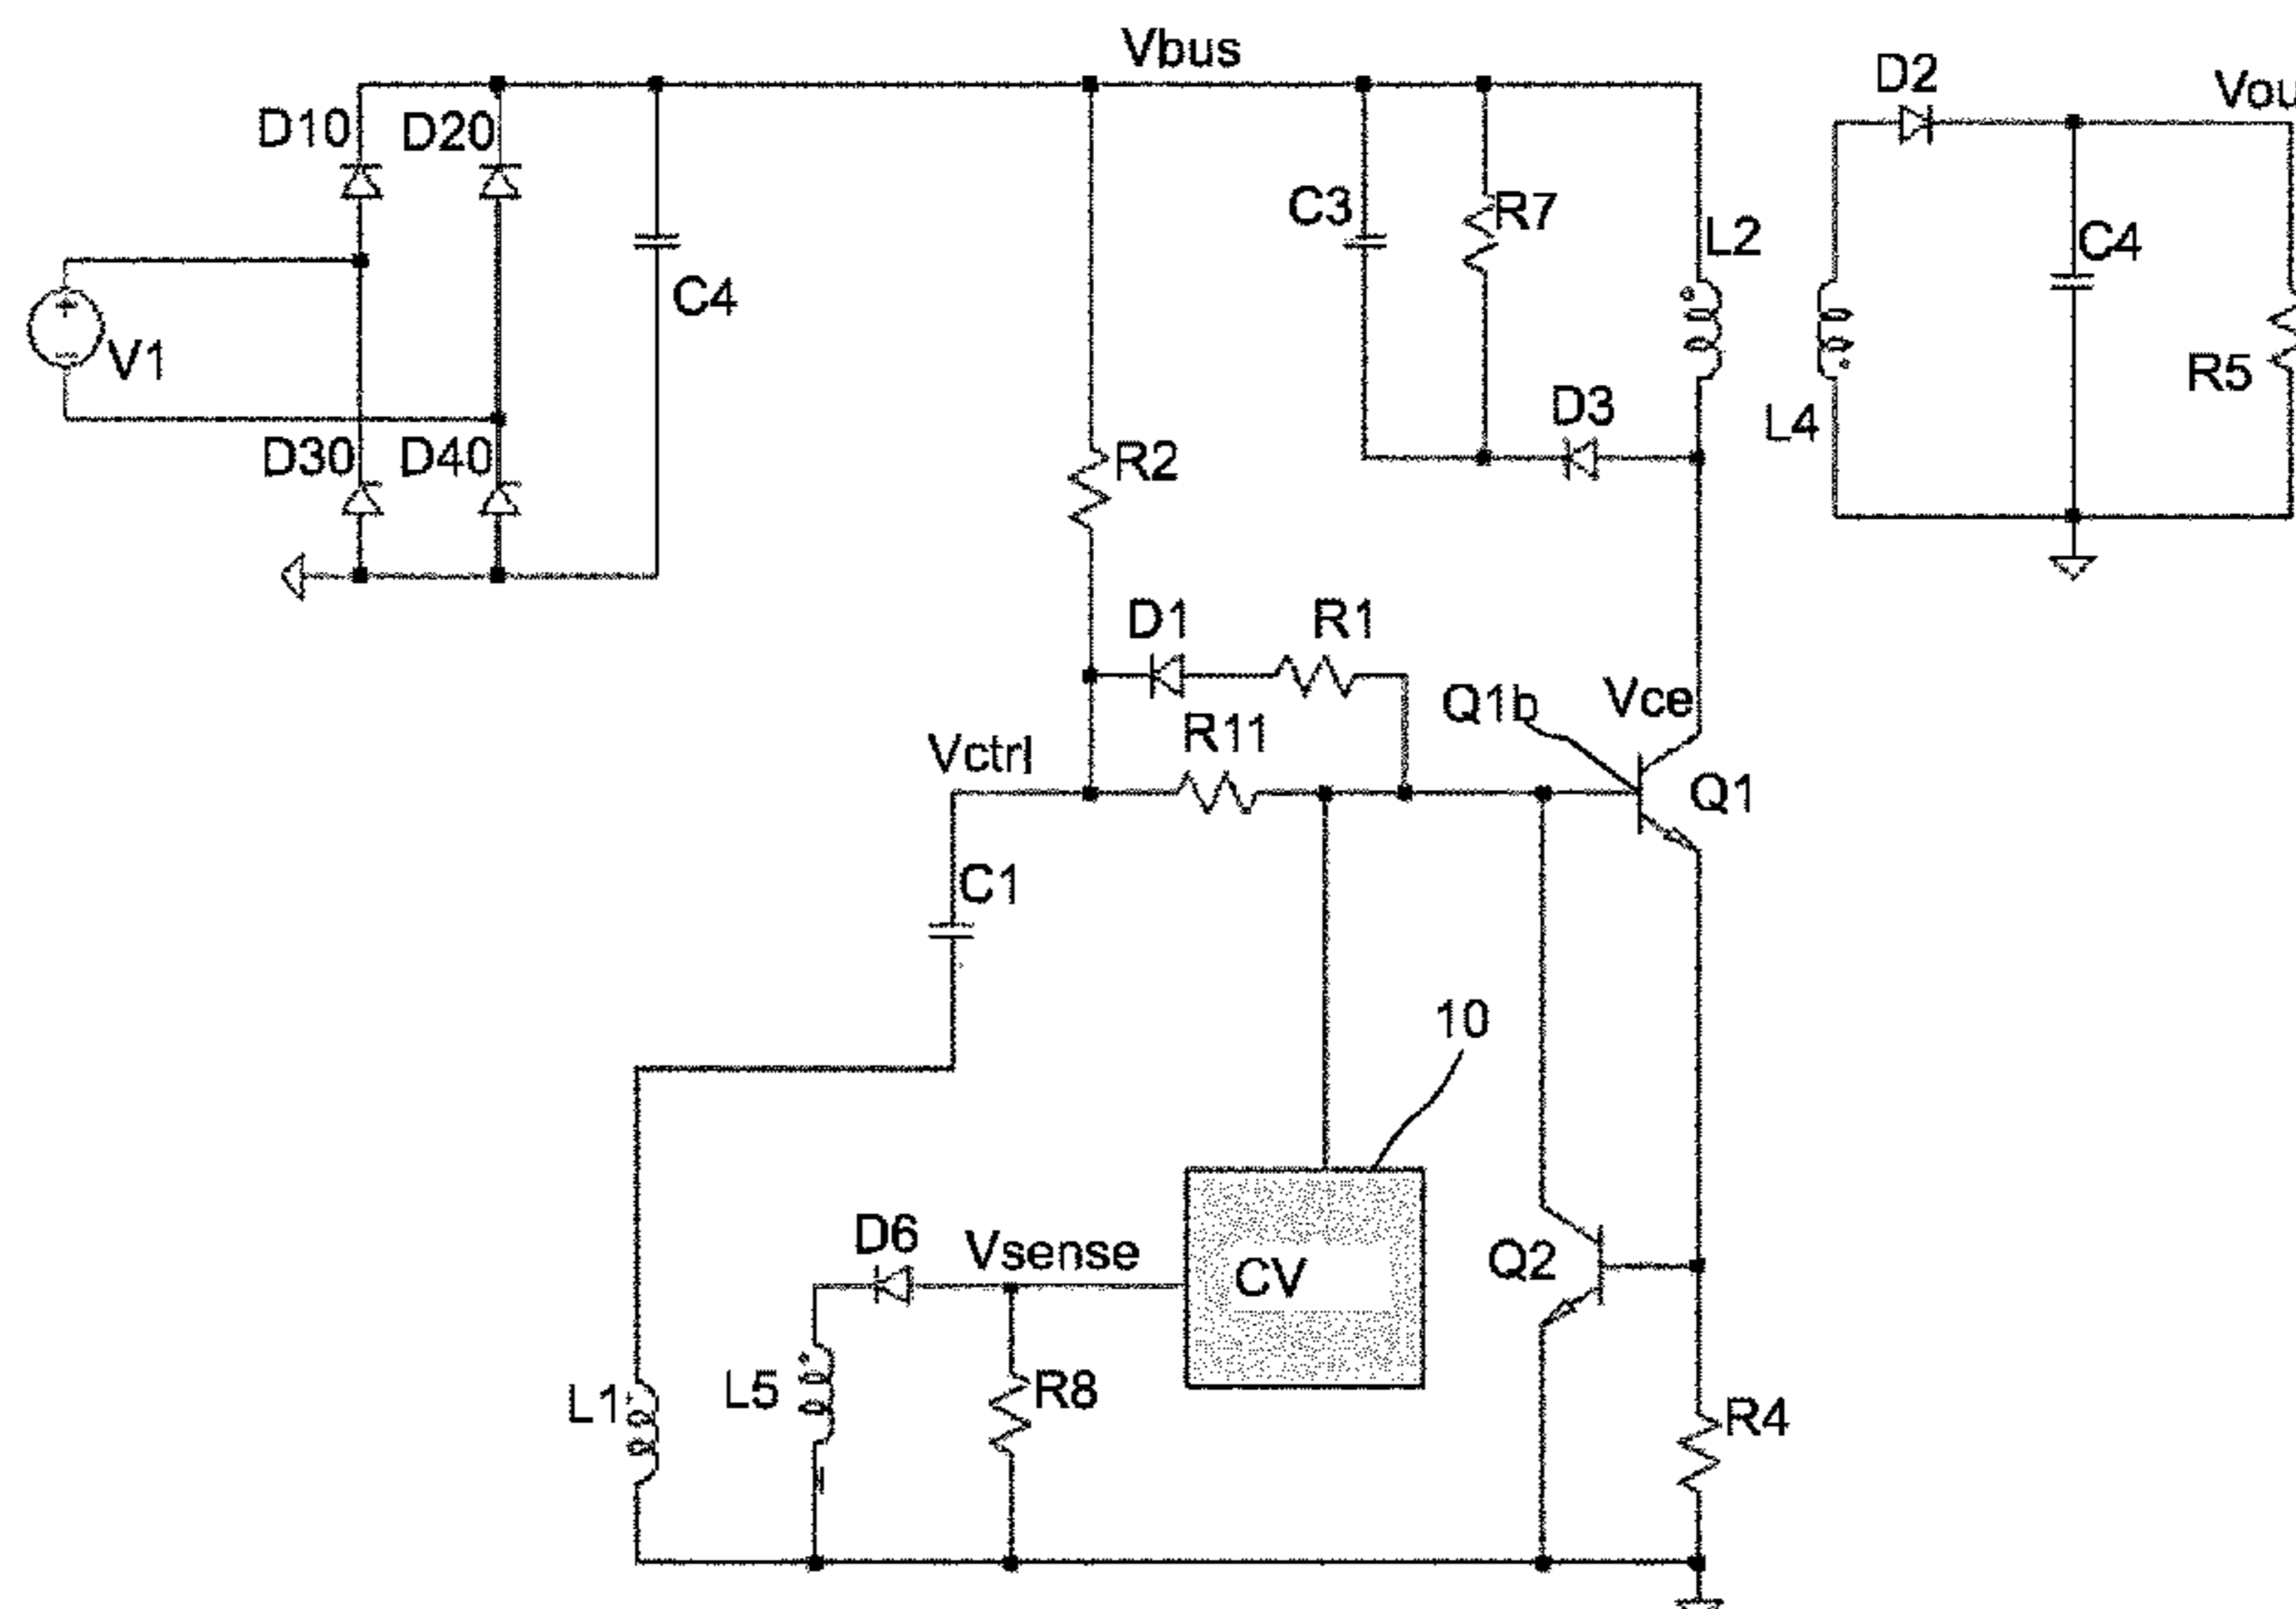 Vbus
D2
Vou
D10
D20
C3
R7
L2
C4
C4
V1
R5
D3
L4
D30
D40
R2
D1
R1
Q1b
Vce
R11
Vctrl
Q1
C1
10
D6
Vsense
Q2
CV
L1
L5
R8
R4